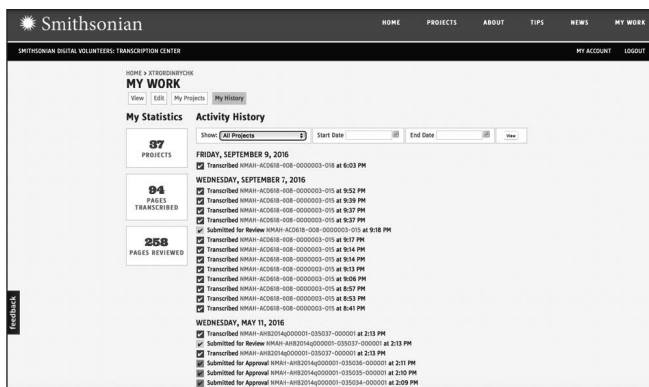 Smithsonian
HOME PROJECTS ABOUT TIPS NEWS MY WORK
SMITHSONIAN DIGITAL VOLUNTEERS: TRANSCRIPTION CENTER
MY ACCOUNT LOGOUT
HOME > XTRORDINRYCHK
MY WORK
View Edit My Projects My History
My Statistics
37
PROJECTS
94
PAGES
TRANSCRIBED
258
PAGES REVIEWED
Activity History
Show: All Projects Start Date End Date View
FRIDAY, SEPTEMBER 9, 2016
Transcribed NMAH-AC0618-008-0000003-018 at 6:03 PM
WEDNESDAY, SEPTEMBER 7, 2016
Transcribed NMAH-AC0618-008-0000003-015 at 9:52 PM
Transcribed NMAH-AC0618-008-0000003-015 at 9:39 PM
Transcribed NMAH-AC0618-008-0000003-015 at 9:37 PM
Transcribed NMAH-AC0618-008-0000003-015 at 9:37 PM
Submitted for Review NMAH-AC0618-008-0000003-015 at 9:18 PM
Transcribed NMAH-AC0618-008-0000003-015 at 9:17 PM
Transcribed NMAH-AC0618-008-0000003-015 at 9:14 PM
Transcribed NMAH-AC0618-008-0000003-015 at 9:14 PM
Transcribed NMAH-AC0618-008-0000003-015 at 9:13 PM
Transcribed NMAH-AC0618-008-0000003-015 at 9:06 PM
Transcribed NMAH-AC0618-008-0000003-015 at 8:57 PM
Transcribed NMAH-AC0618-008-0000003-015 at 8:53 PM
Transcribed NMAH-AC0618-008-0000003-015 at 8:41 PM
WEDNESDAY, MAY 11, 2016
Transcribed NMAH-AHB2014q000001-035037-000001 at 2:13 PM
Submitted for Review NMAH-AHB2014q000001-035037-000001 at 2:13 PM
Transcribed NMAH-AHB2014q000001-035037-000001 at 2:13 PM
Submitted for Approval NMAH-AHB2014q000001-035036-000001 at 2:11 PM
Submitted for Approval NMAH-AHB2014q000001-035035-000001 at 2:10 PM
Submitted for Approval NMAH-AHB2014q000001-035034-000001 at 2:09 PM
feedback